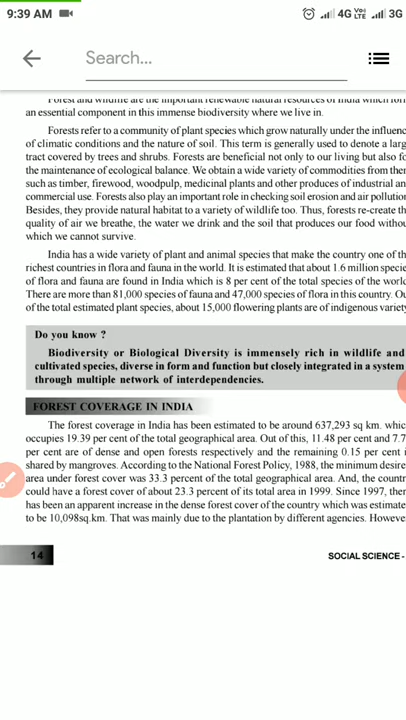 9:39 AM
4G VoLTE 3G
Search...
Forest and wildlife are the important renewable natural resources of India which for
an essential component in this immense biodiversity where we live in.
Forests refer to a community of plant species which grow naturally under the influenc
of climatic conditions and the nature of soil. This term is generally used to denote a larg
tract covered by trees and shrubs. Forests are beneficial not only to our living but also fo
the maintenance of ecological balance. We obtain a wide variety of commodities from then
such as timber, firewood, woodpulp, medicinal plants and other produces of industrial an
commercial use. Forests also play an important role in checking soil erosion and air pollution
Besides, they provide natural habitat to a variety of wildlife too. Thus, forests re-create th
quality of air we breathe, the water we drink and the soil that produces our food withou
which we cannot survive.
India has a wide variety of plant and animal species that make the country one of th
richest countries in flora and fauna in the world. It is estimated that about 1.6 million specie
of flora and fauna are found in India which is 8 per cent of the total species of the world
There are more than 81,000 species of fauna and 47,000 species of flora in this country. Ou
of the total estimated plant species, about 15,000 flowering plants are of indigenous variety
Do you know ?
Biodiversity or Biological Diversity is immensely rich in wildlife and
cultivated species, diverse in form and function but closely integrated in a system
through multiple network of interdependencies.
FOREST COVERAGE IN INDIA
The forest coverage in India has been estimated to be around 637,293 sq km. whic
occupies 19.39 per cent of the total geographical area. Out of this, 11.48 per cent and 7.7
per cent are of dense and open forests respectively and the remaining 0.15 per cent i
shared by mangroves. According to the National Forest Policy, 1988, the minimum desire
area under forest cover was 33.3 percent of the total geographical area. And, the countr
could have a forest cover of about 23.3 percent of its total area in 1999. Since 1997, ther
has been an apparent increase in the dense forest cover of the country which was estimate
to be 10,098sq.km. That was mainly due to the plantation by different agencies. Howeve
14
SOCIAL SCIENCE -